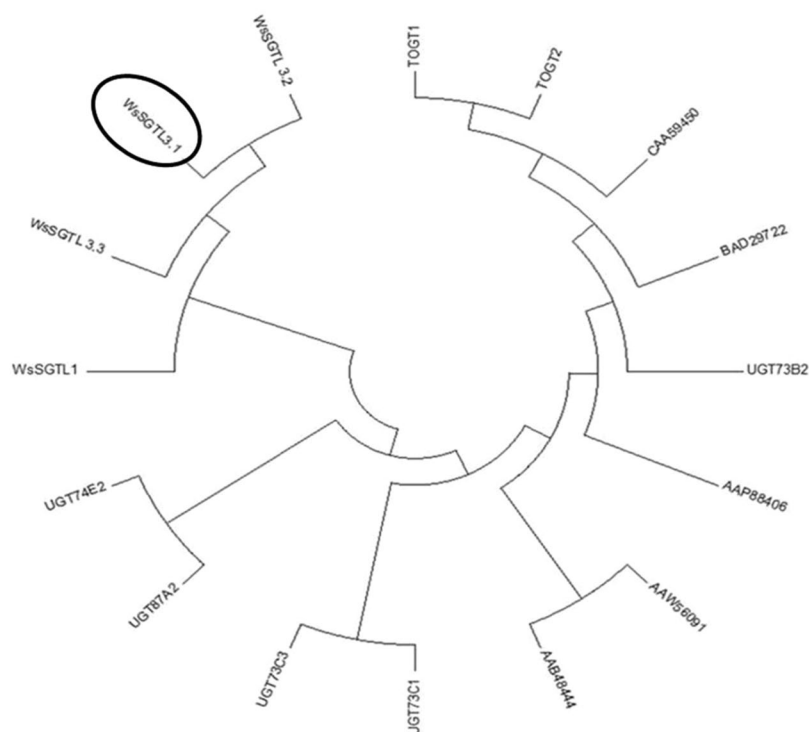 WsSGTL 3.2
TOGT1
TOGT2
WsSGTL3.1
CAA59450
WsSGTL 3.3
BAD29722
WsSGTL1
UGT73B2
UGT74E2
AAP88406
UGT87A2
AAW56091
UGT73C3
UGT73C1
AAB48444